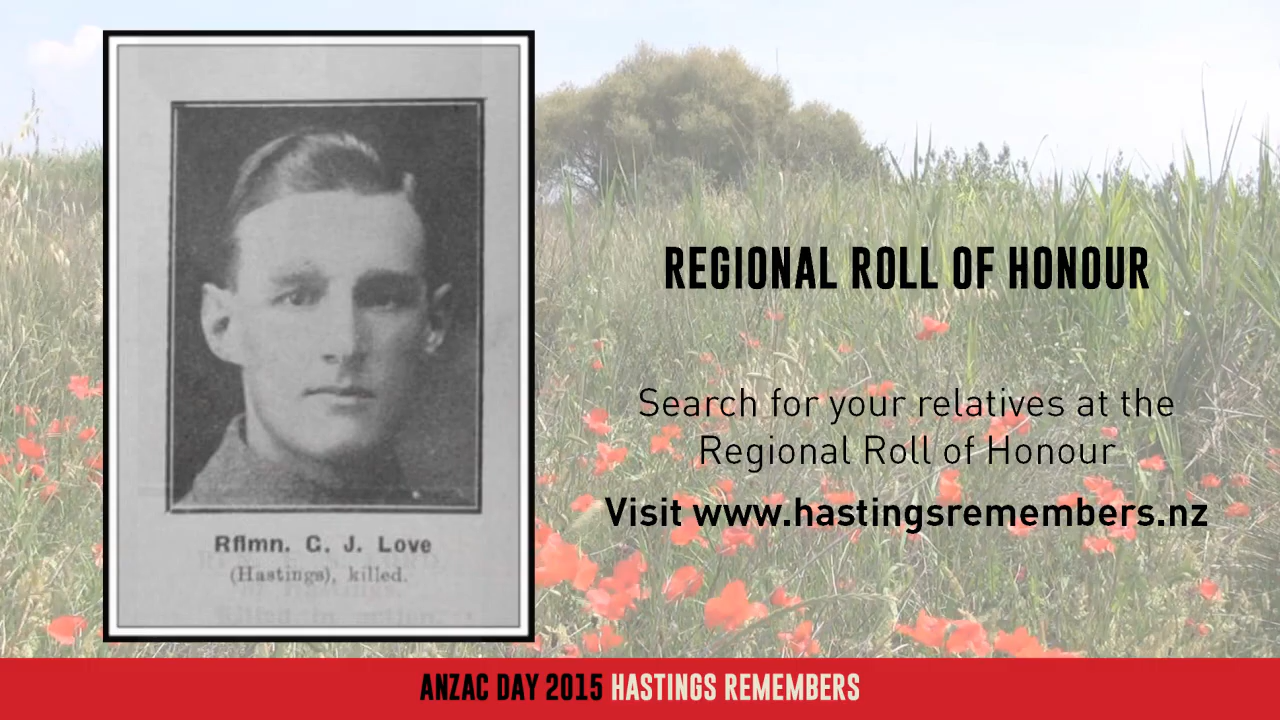 Rflmn. C. J. Love
(Hastings), killed.
REGIONAL ROLL OF HONOUR
Search for your relatives at the
Regional Roll of Honour
Visit www.hastingsremembers.nz
ANZAC DAY 2015 HASTINGS REMEMBERS